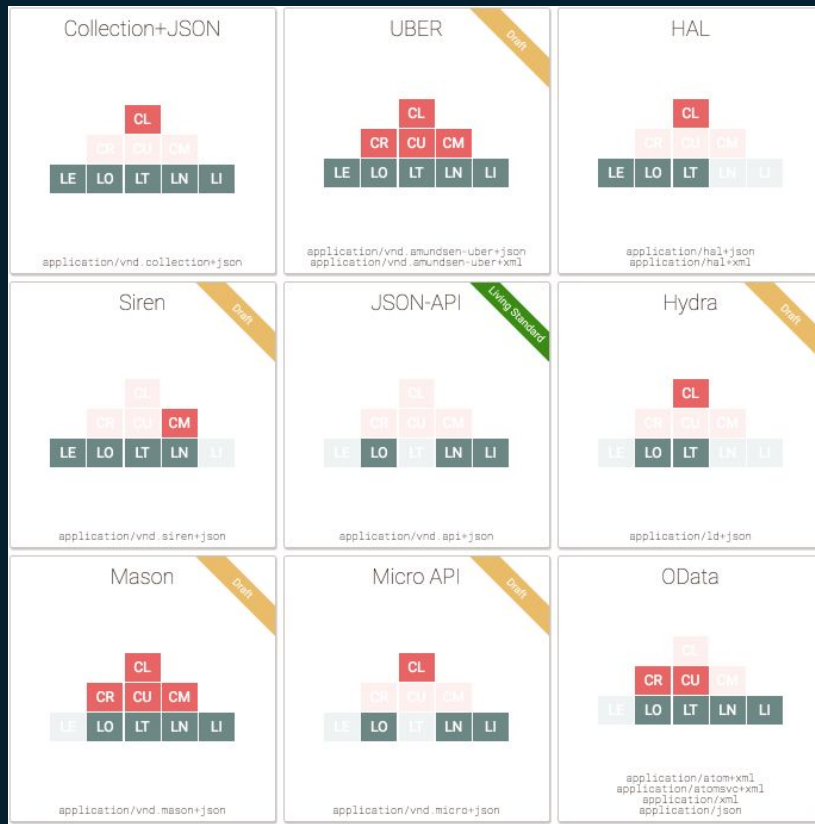 Collection+JSON
CL
CR CU CM
LE LO LT LN LI
application/vnd.collection+json
UBER
Draft
CL
CR CU CM
LE LO LT LN LI
application/vnd.amundsen-uber+json
application/vnd.amundsen-uber+xml
HAL
CL
CR CU CM
LE LO LT LN LI
application/hal+json
application/hal+xml
Siren
Draft
CL
CR CU CM
LE LO LT LN LI
application/vnd.siren+json
JSON-API
Living Standard
CL
CR CU CM
LE LO LT LN LI
application/vnd.api+json
Hydra
Draft
CL
CR CU CM
LE LO LT LN LI
application/ld+json
Mason
Draft
CL
CR CU CM
LE LO LT LN LI
application/vnd.mason+json
Micro API
Draft
CL
CR CU CM
LE LO LT LN LI
application/vnd.micro+json
OData
CL
CR CU CM
LE LO LT LN LI
application/atom+xml
application/atomsvc+xml
application/xml
application/json